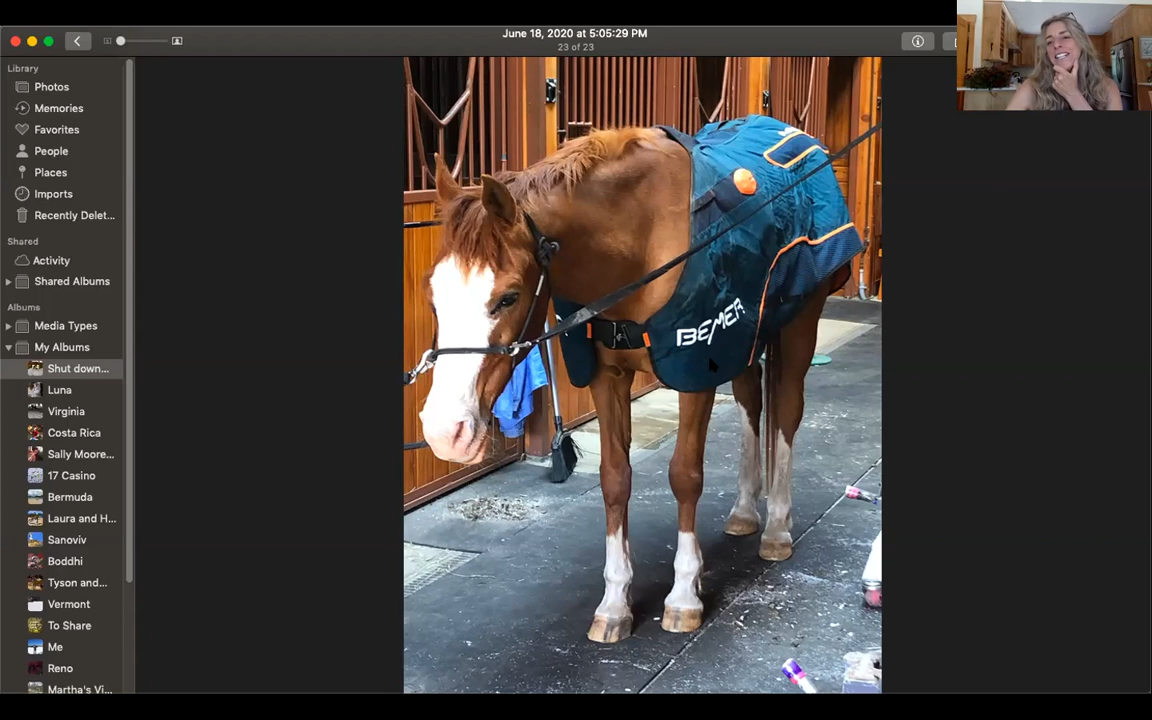 June 18, 2020 at 5:05:29 PM
23 of 23
Library
Photos
Memories
Favorites
People
Places
Imports
Recently Delet...
Shared
Activity
Shared Albums
Albums
Media Types
My Albums
Shut down...
Luna
Virginia
Costa Rica
Sally Moore...
17 Casino
Bermuda
Laura and H...
Sanoviv
Boddhi
Tyson and...
Vermont
To Share
Me
Reno
Martha's Vi...
BEMER